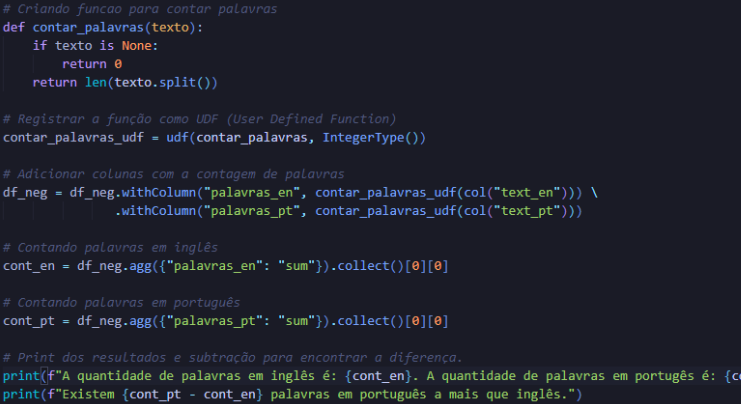 # Criando funcao para contar palavras
def contar_palavras(texto):
    if texto is None:
        return 0
    return len(texto.split())
# Registrar a função como UDF (User Defined Function)
contar_palavras_udf = udf(contar_palavras, IntegerType())
# Adicionar colunas com a contagem de palavras
df_neg = df_neg.withColumn("palavras_en", contar_palavras_udf(col("text_en"))) \
               .withColumn("palavras_pt", contar_palavras_udf(col("text_pt")))
# Contando palavras em inglês
cont_en = df_neg.agg({"palavras_en": "sum"}).collect()[0][0]
# Contando palavras em português
cont_pt = df_neg.agg({"palavras_pt": "sum"}).collect()[0][0]
# Print dos resultados e subtração para encontrar a diferença.
print(f"A quantidade de palavras em inglês é: {cont_en}. A quantidade de palavras em portugês é: {c
print(f"Existem {cont_pt - cont_en} palavras em português a mais que inglês.")